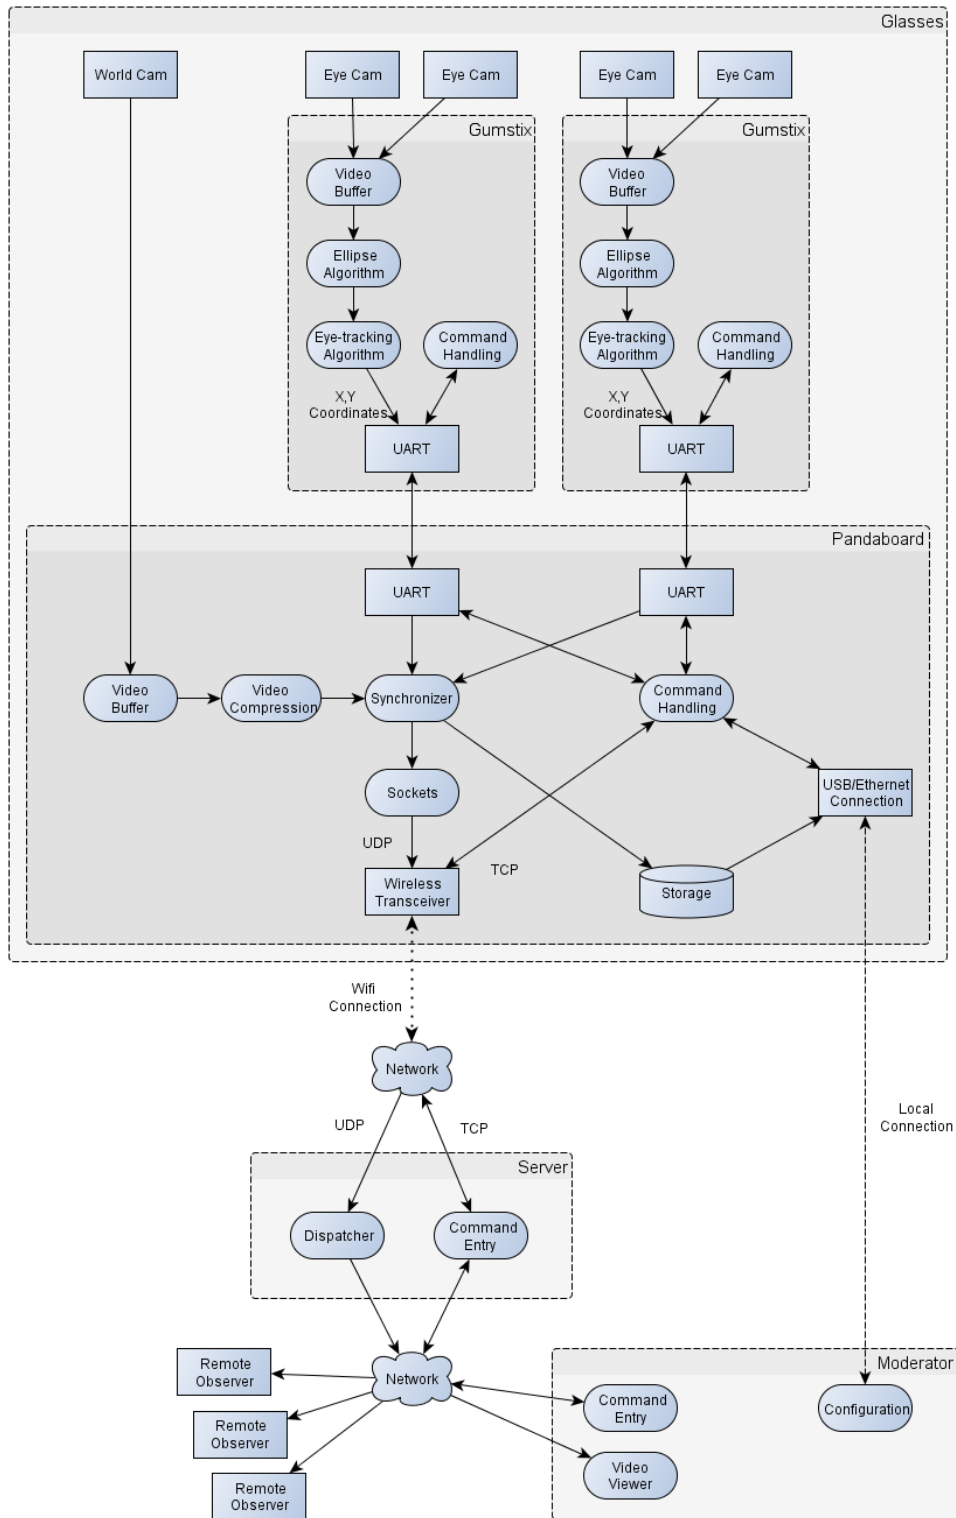 Glasses
World Cam
Eye Cam
Eye Cam
Eye Cam
Eye Cam
Gumstix
Gumstix
Video
Buffer
Video
Buffer
Ellipse
Algorithm
Ellipse
Algorithm
Eye-tracking
Algorithm
Command
Handling
Eye-tracking
Algorithm
Command
Handling
X,Y
Coordinates
X,Y
Coordinates
UART
UART
Pandaboard
UART
UART
Video
Buffer
Video
Compression
Synchronizer
Command
Handling
USB/Ethernet
Connection
Sockets
UDP
TCP
Wireless
Transceiver
Storage
Wifi
Connection
Network
Local
Connection
UDP
TCP
Server
Dispatcher
Command
Entry
Network
Moderator
Remote
Observer
Remote
Observer
Remote
Observer
Command
Entry
Configuration
Video
Viewer